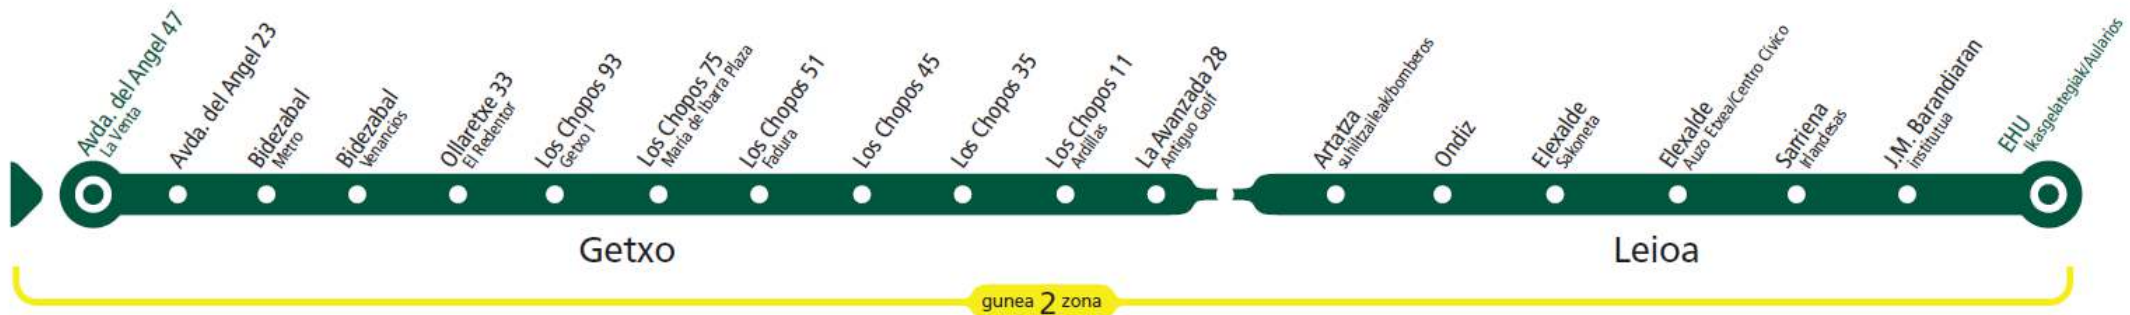 Avda. del Angel 47
La Venta
Avda. del Angel 23
Bidezabal
Metro
Bidezabal
Venancios
Ollaretxe 33
El Redentor
Los Chopos 93
Getxo I
Los Chopos 75
María de Ibarra Plaza
Los Chopos 51
Fadura
Los Chopos 45
Los Chopos 35
Los Chopos 11
Ardillas
La Avanzada 28
Antiguo Golf
Artatza
suhiltzaileak/bomberos
Ondiz
Elexalde
Sakoneta
Elexalde
Auzo Etxea/Centro Cívico
Sarriena
Irlandesas
J.M. Barandiaran
Institutua
EHU
Ikasgelategiak/Aularios
Getxo
Leioa
gunea 2 zona